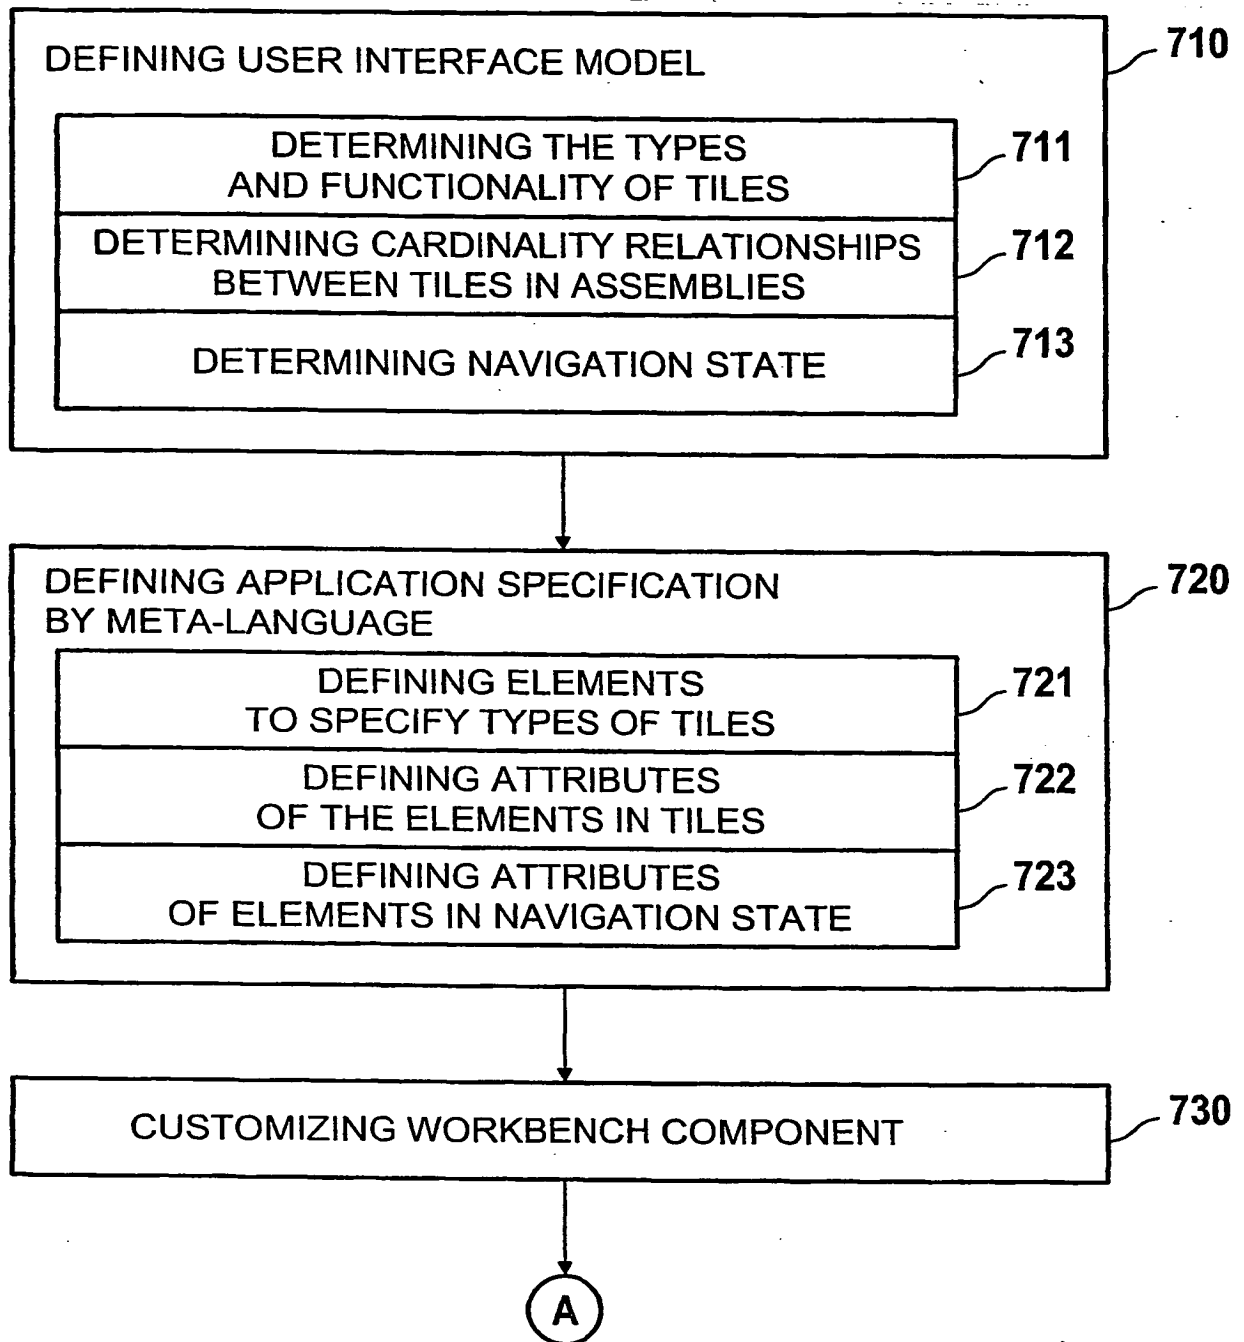 DEFINING USER INTERFACE MODEL
710
DETERMINING THE TYPES
AND FUNCTIONALITY OF TILES
711
DETERMINING CARDINALITY RELATIONSHIPS
BETWEEN TILES IN ASSEMBLIES
712
DETERMINING NAVIGATION STATE
713
DEFINING APPLICATION SPECIFICATION
BY META-LANGUAGE
720
DEFINING ELEMENTS
TO SPECIFY TYPES OF TILES
721
DEFINING ATTRIBUTES
OF THE ELEMENTS IN TILES
722
DEFINING ATTRIBUTES
OF ELEMENTS IN NAVIGATION STATE
723
CUSTOMIZING WORKBENCH COMPONENT
730
A